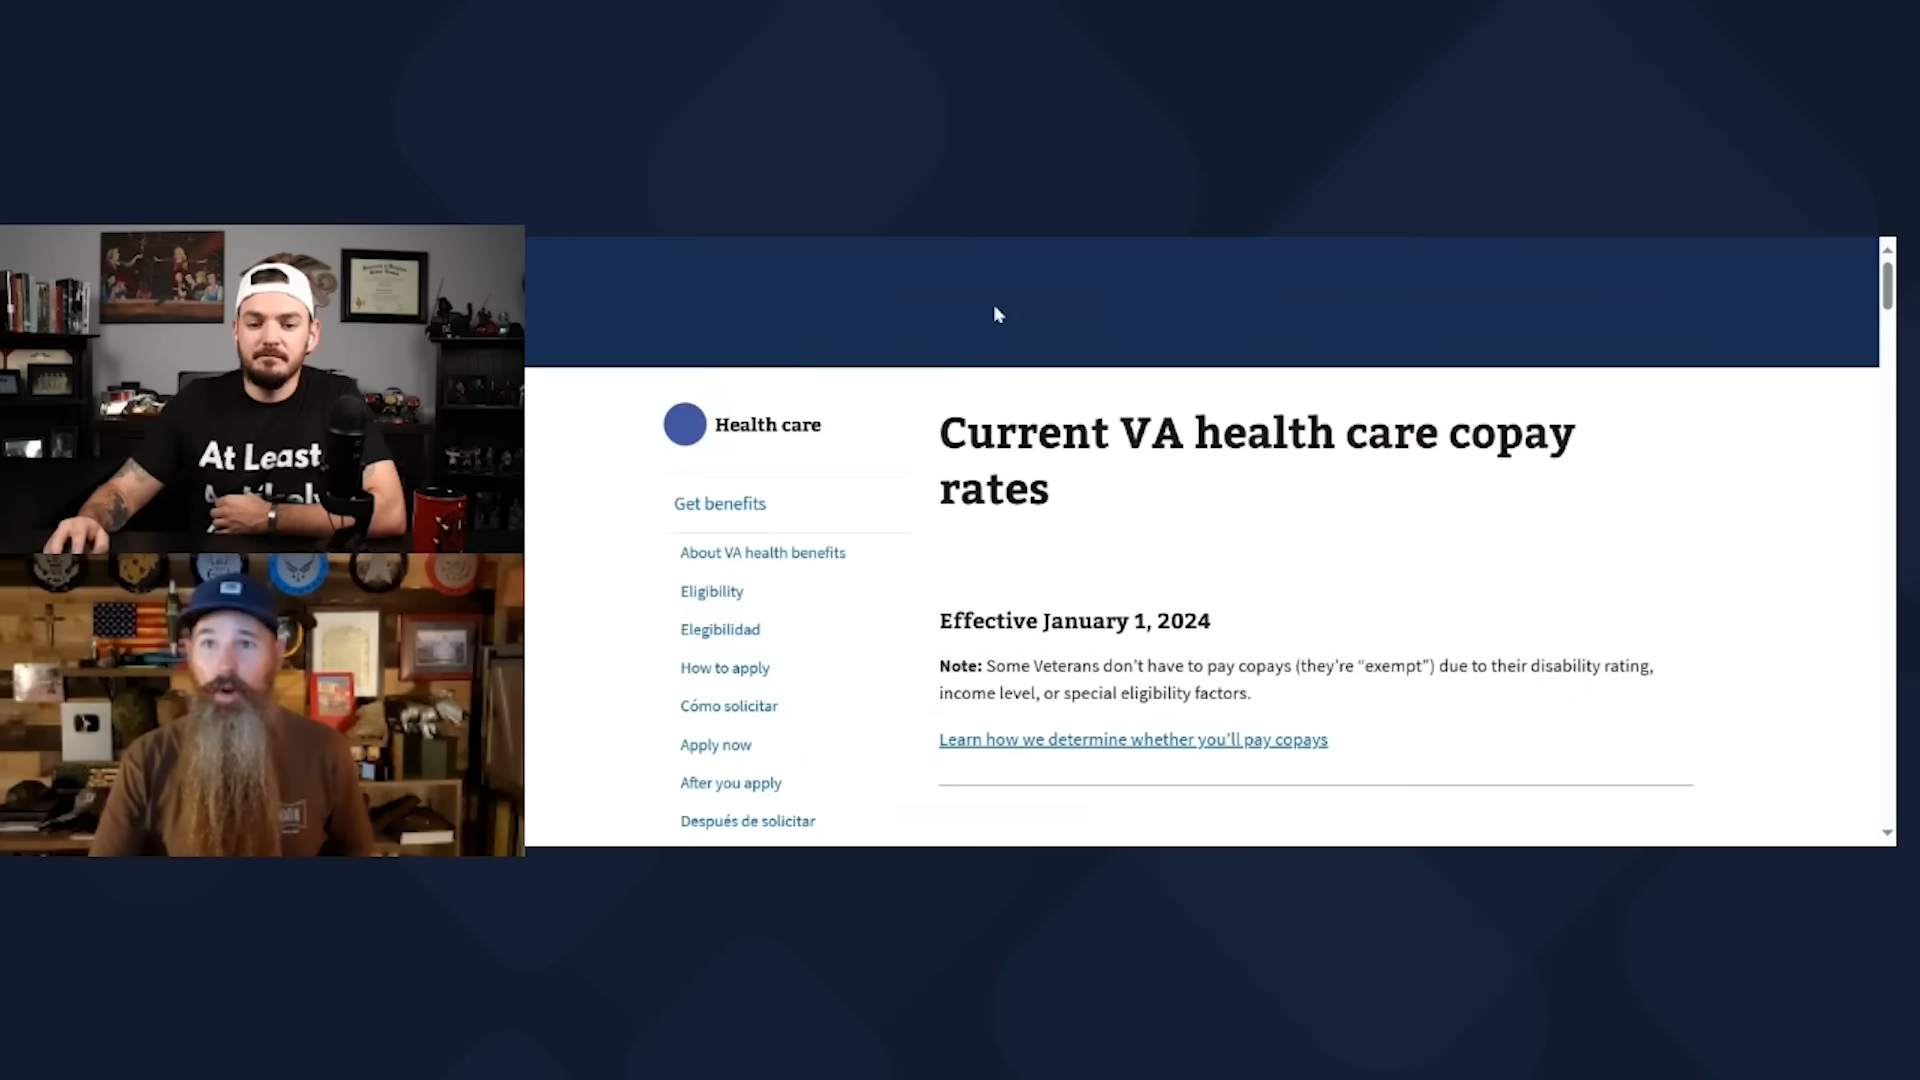 At Least
Health care
Get benefits
About VA health benefits
Eligibility
Elegibilidad
How to apply
Cómo solicitar
Apply now
After you apply
Después de solicitar
Current VA health care copay
rates
Effective January 1, 2024
Note: Some Veterans don't have to pay copays (they're “exempt”) due to their disability rating,
income level, or special eligibility factors.
Learn how we determine whether you'll pay copays